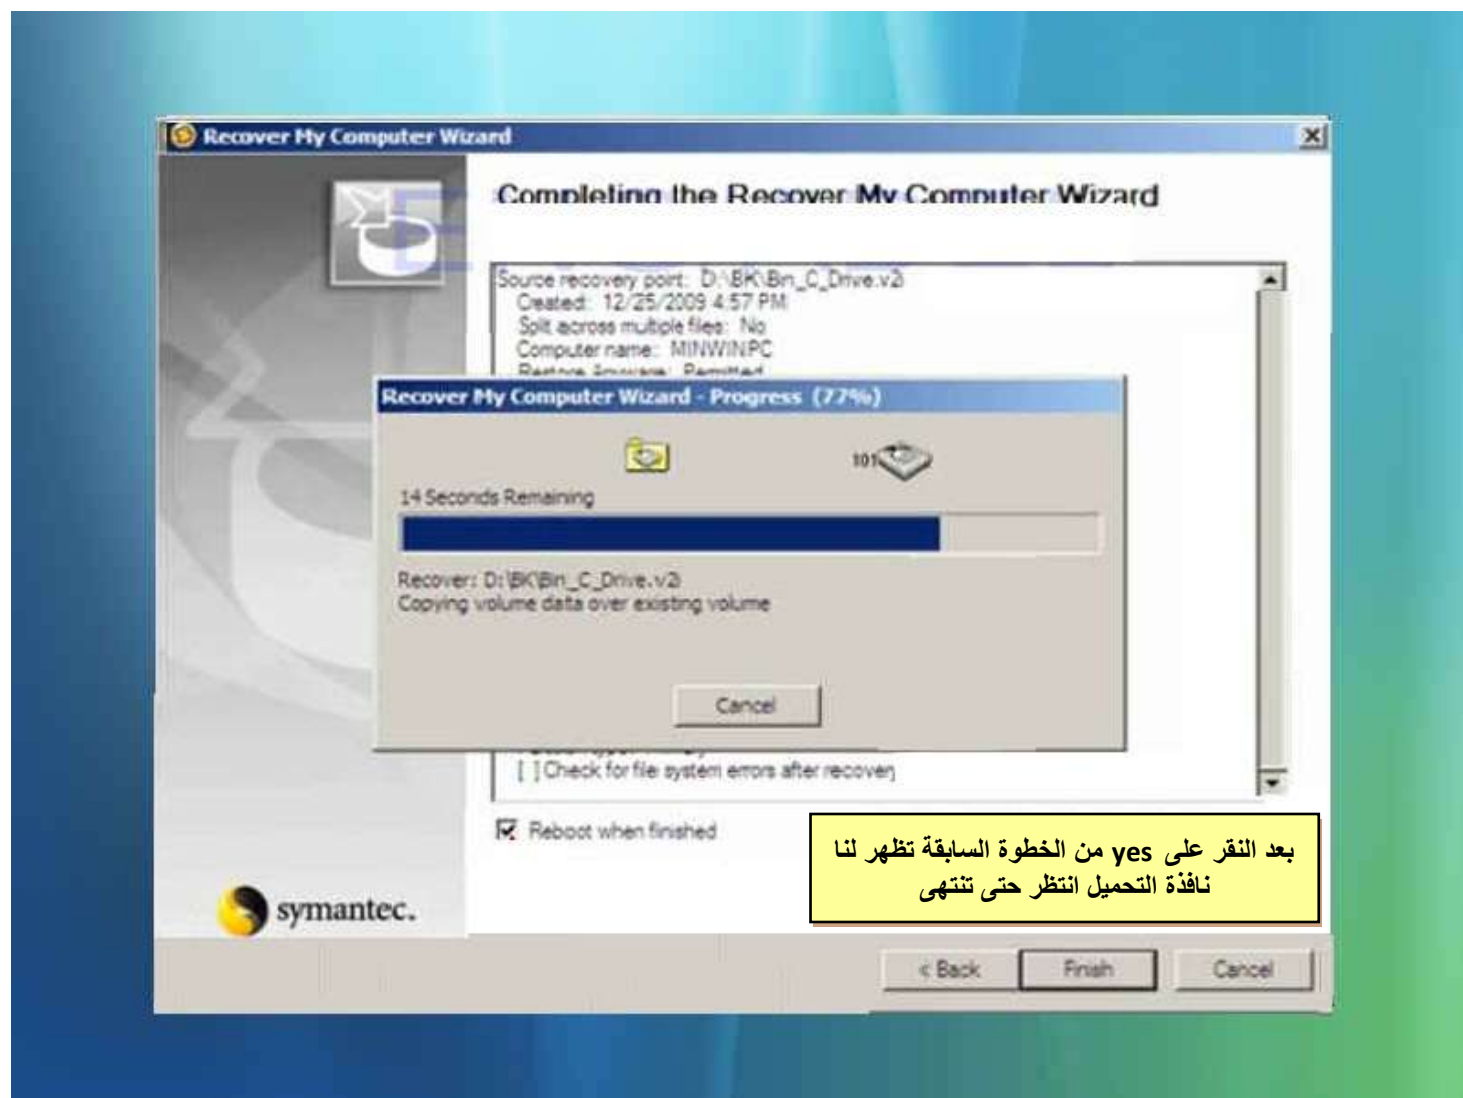 Recover My Computer Wizard
Completing the Recover My Computer Wizard
Source recovery point: D:\BK\Bin_C_Drive.v2i
Created: 12/25/2009 4:57 PM
Split across multiple files: No
Computer name: MINWINPC
Restore Anyware: Permitted
Recover My Computer Wizard - Progress (77%)
101
14 Seconds Remaining
Recover: D:\BK\Bin_C_Drive.v2i
Copying volume data over existing volume
Cancel
[ ] Check for file system errors after recovery
Reboot when finished
بعد النقر على yes من الخطوة السابقة تظهر لنا
نافذة التحميل انتظر حتى تنتهى
symantec.
< Back
Finish
Cancel